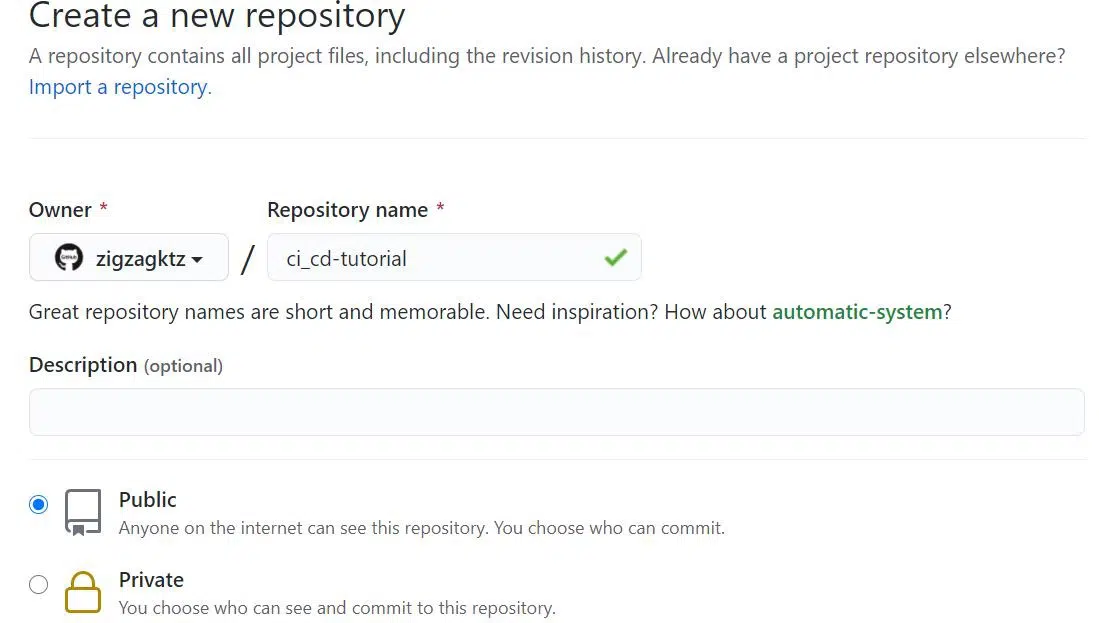 Create a new repository
A repository contains all project files, including the revision history. Already have a project repository elsewhere?
Import a repository.
Owner * Repository name *
zigzagktz / ci_cd-tutorial
Great repository names are short and memorable. Need inspiration? How about automatic-system?
Description (optional)
Public
Anyone on the internet can see this repository. You choose who can commit.
Private
You choose who can see and commit to this repository.